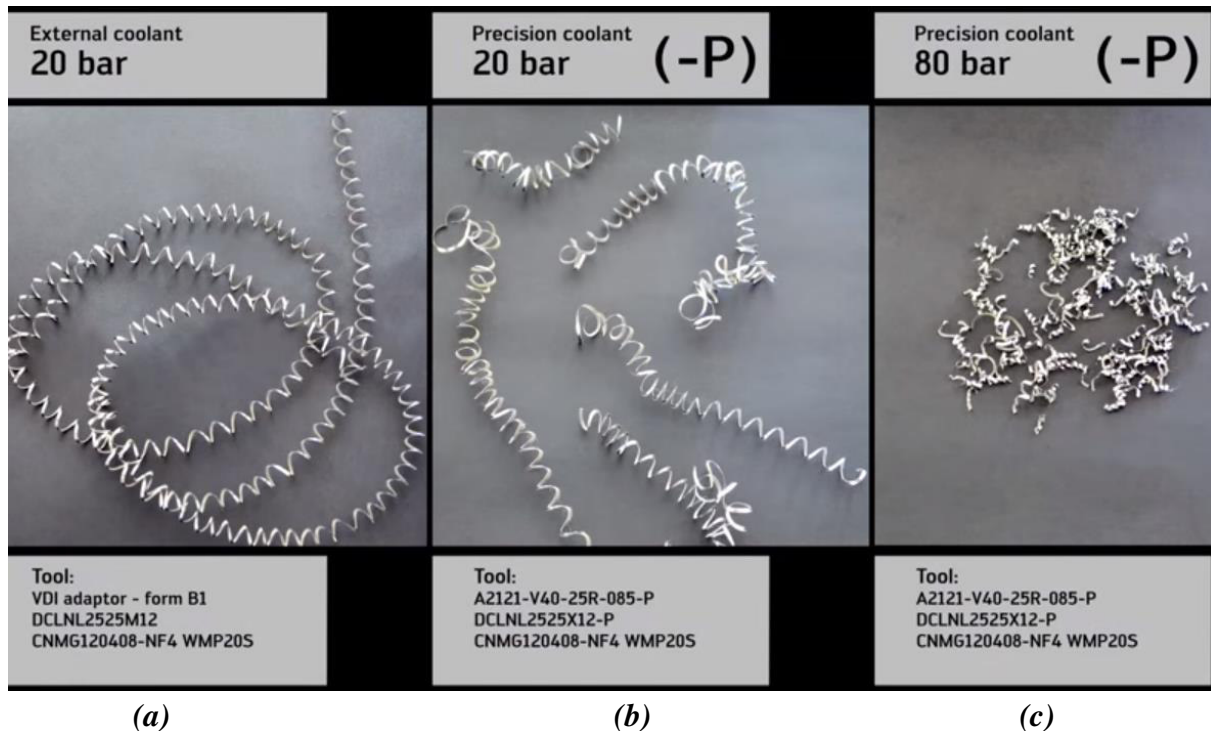 External coolant
20 bar
Precision coolant
20 bar (-P)
Precision coolant
80 bar (-P)
Tool:
VDI adaptor - form B1
DCLNL2525M12
CNMG120408-NF4 WMP20S
Tool:
A2121-V40-25R-085-P
DCLNL2525X12-P
CNMG120408-NF4 WMP20S
Tool:
A2121-V40-25R-085-P
DCLNL2525X12-P
CNMG120408-NF4 WMP20S
(a)
(b)
(c)